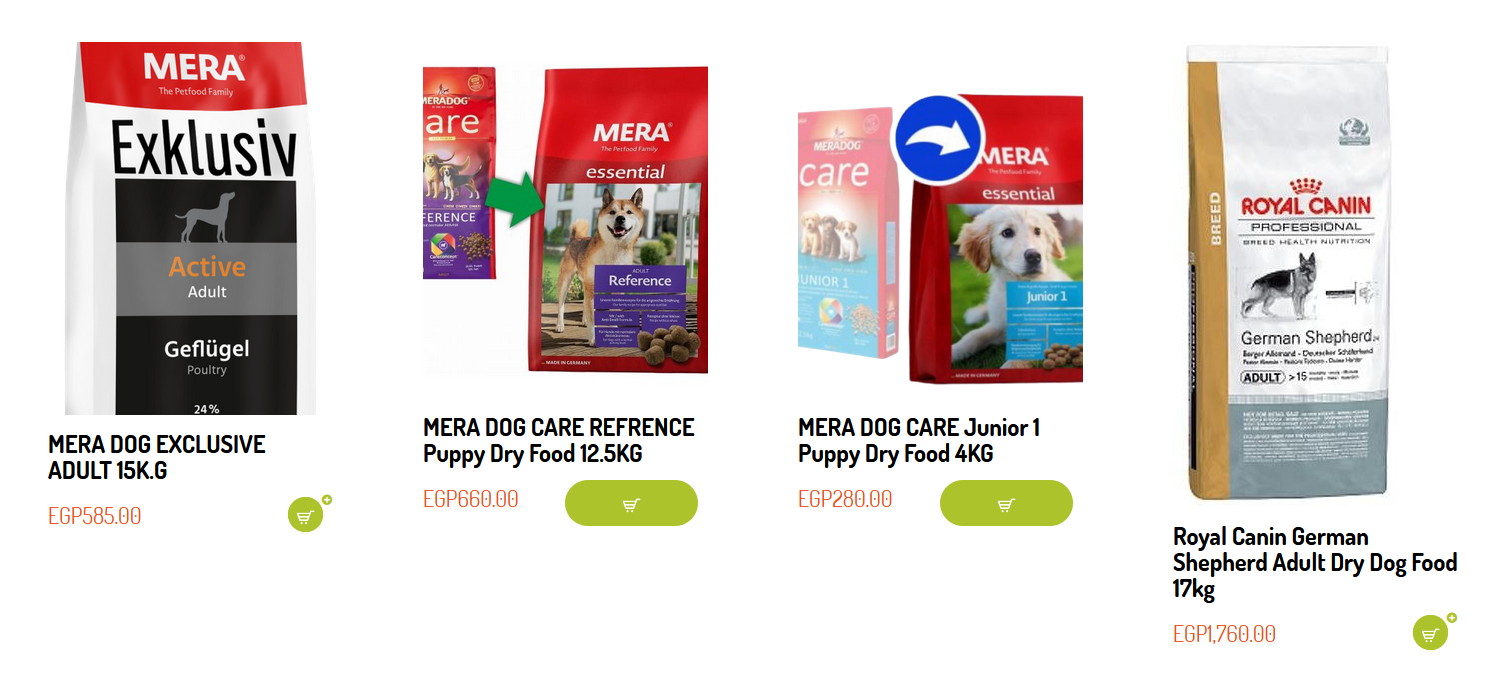 MERA®
The Petfood Family
Exklusiv
Active
Adult
Geflügel
Poultry
24%
MERA DOG EXCLUSIVE
ADULT 15K.G
EGP585.00
MERADOG
are
FERENCE
MERA®
The Petfood Family
essential
ADULT
Reference
... MADE IN GERMANY
MERA DOG CARE REFRENCE
Puppy Dry Food 12.5KG
EGP660.00
MERADOG
care
JUNIOR 1
MERA®
The Petfood Family
essential
Junior 1
... MADE IN GERMANY
MERA DOG CARE Junior 1
Puppy Dry Food 4KG
EGP280.00
BREED
ROYAL CANIN
PROFESSIONAL
BREED HEALTH NUTRITION
German Shepherd 24
Berger Allemand - Deutscher Schäferhund
ADULT >15
Royal Canin German
Shepherd Adult Dry Dog Food
17kg
EGP1,760.00